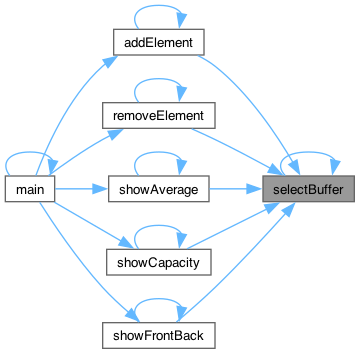 addElement
removeElement
main
showAverage
selectBuffer
showCapacity
showFrontBack